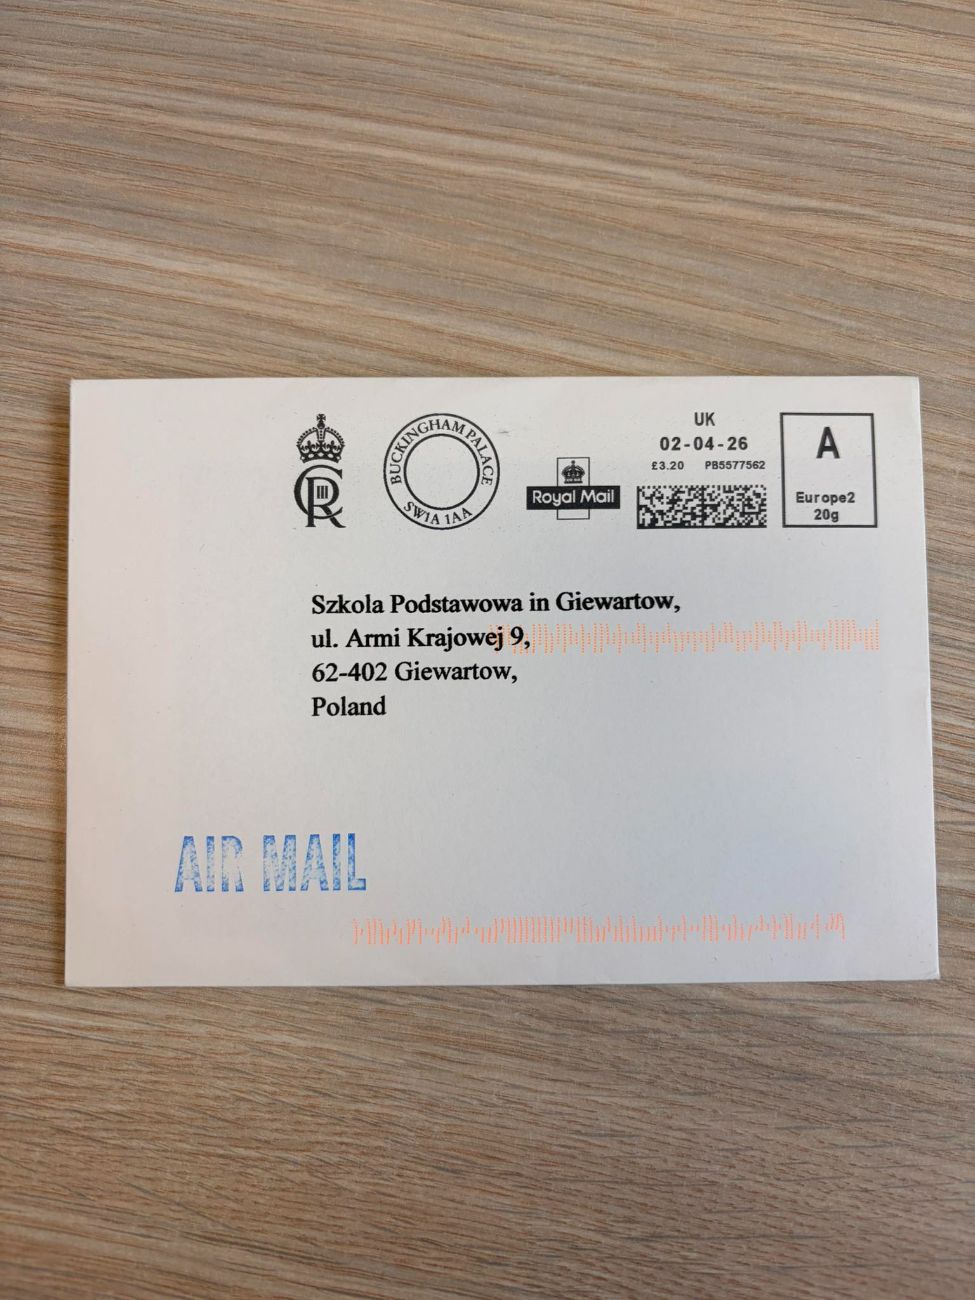 CIIIR
BUCKINGHAM PALACE
SW1A 1AA
Royal Mail
UK
02-04-26
£3.20 PB5577562
A
Europe2
20g
Szkola Podstawowa in Giewartow,
ul. Armi Krajowej 9,
62-402 Giewartow,
Poland
AIR MAIL